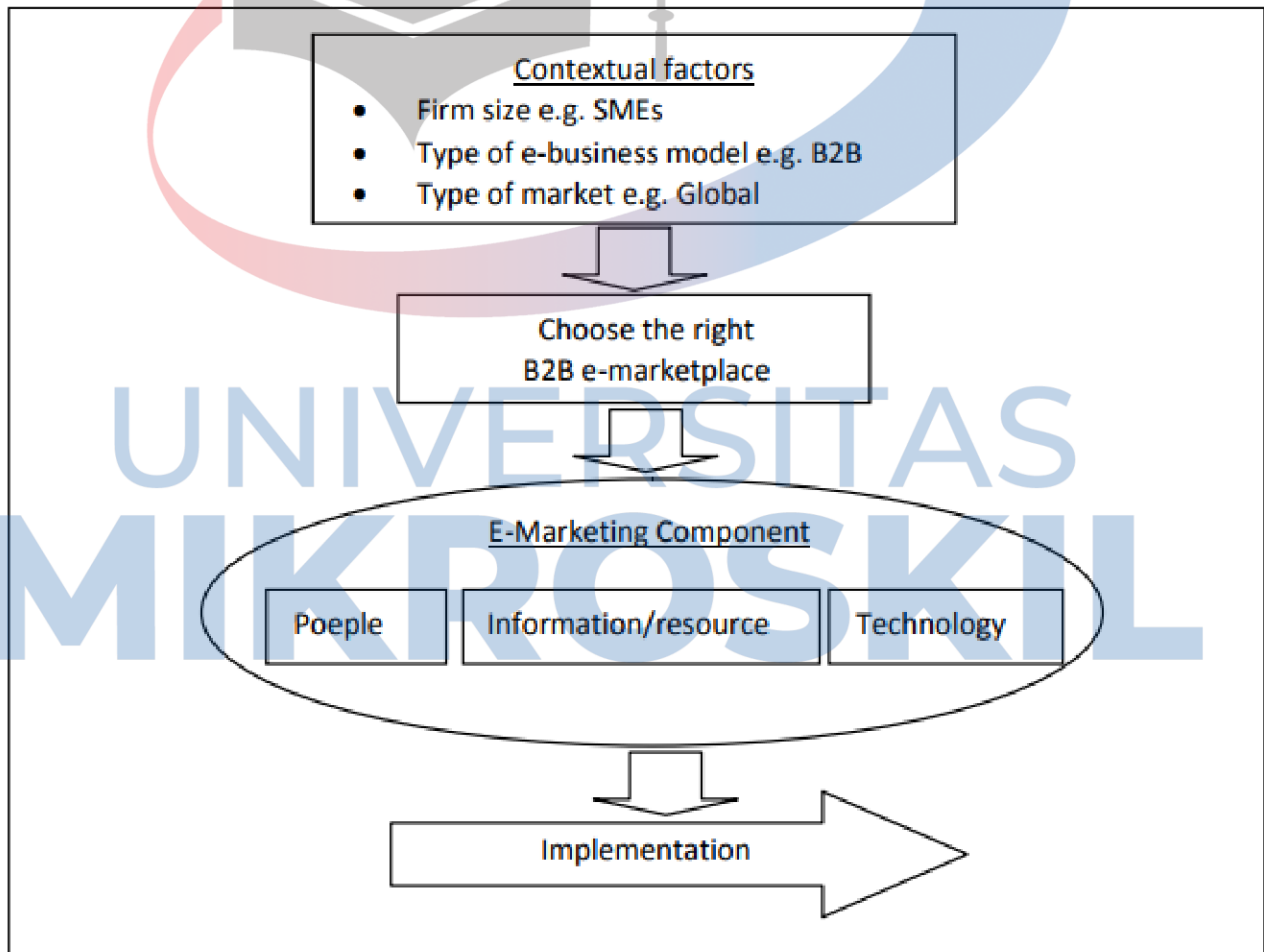 Contextual factors
• Firm size e.g. SMEs
• Type of e-business model e.g. B2B
• Type of market e.g. Global
Choose the right
B2B e-marketplace
UNIVERSITAS
MIKROSKIL
E-Marketing Component
Poeple Information/resource Technology
Implementation